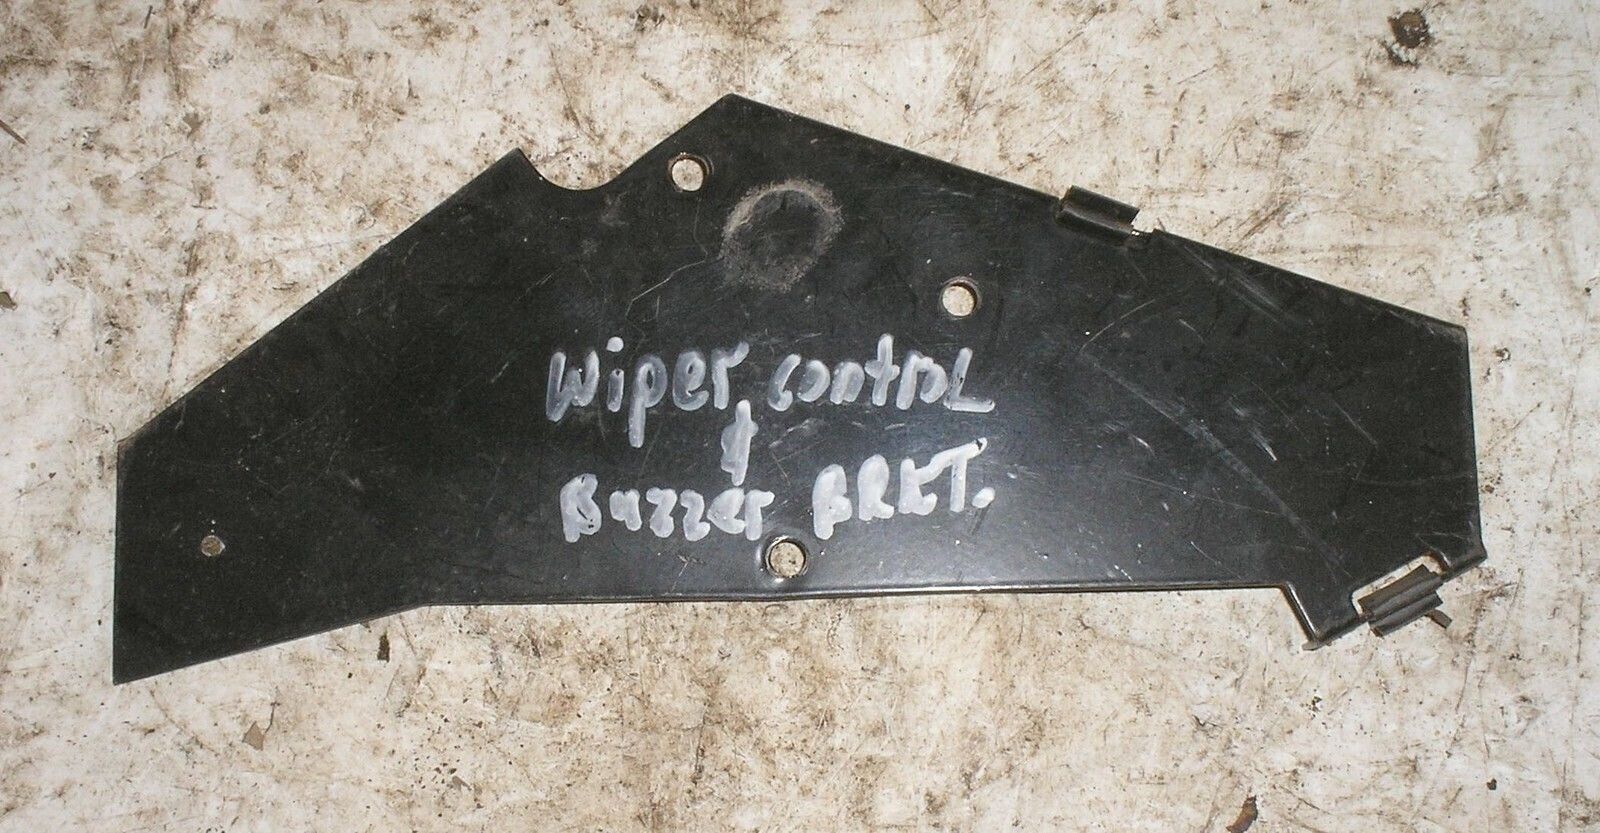 Wiper control
&
Buzzer BRKT.